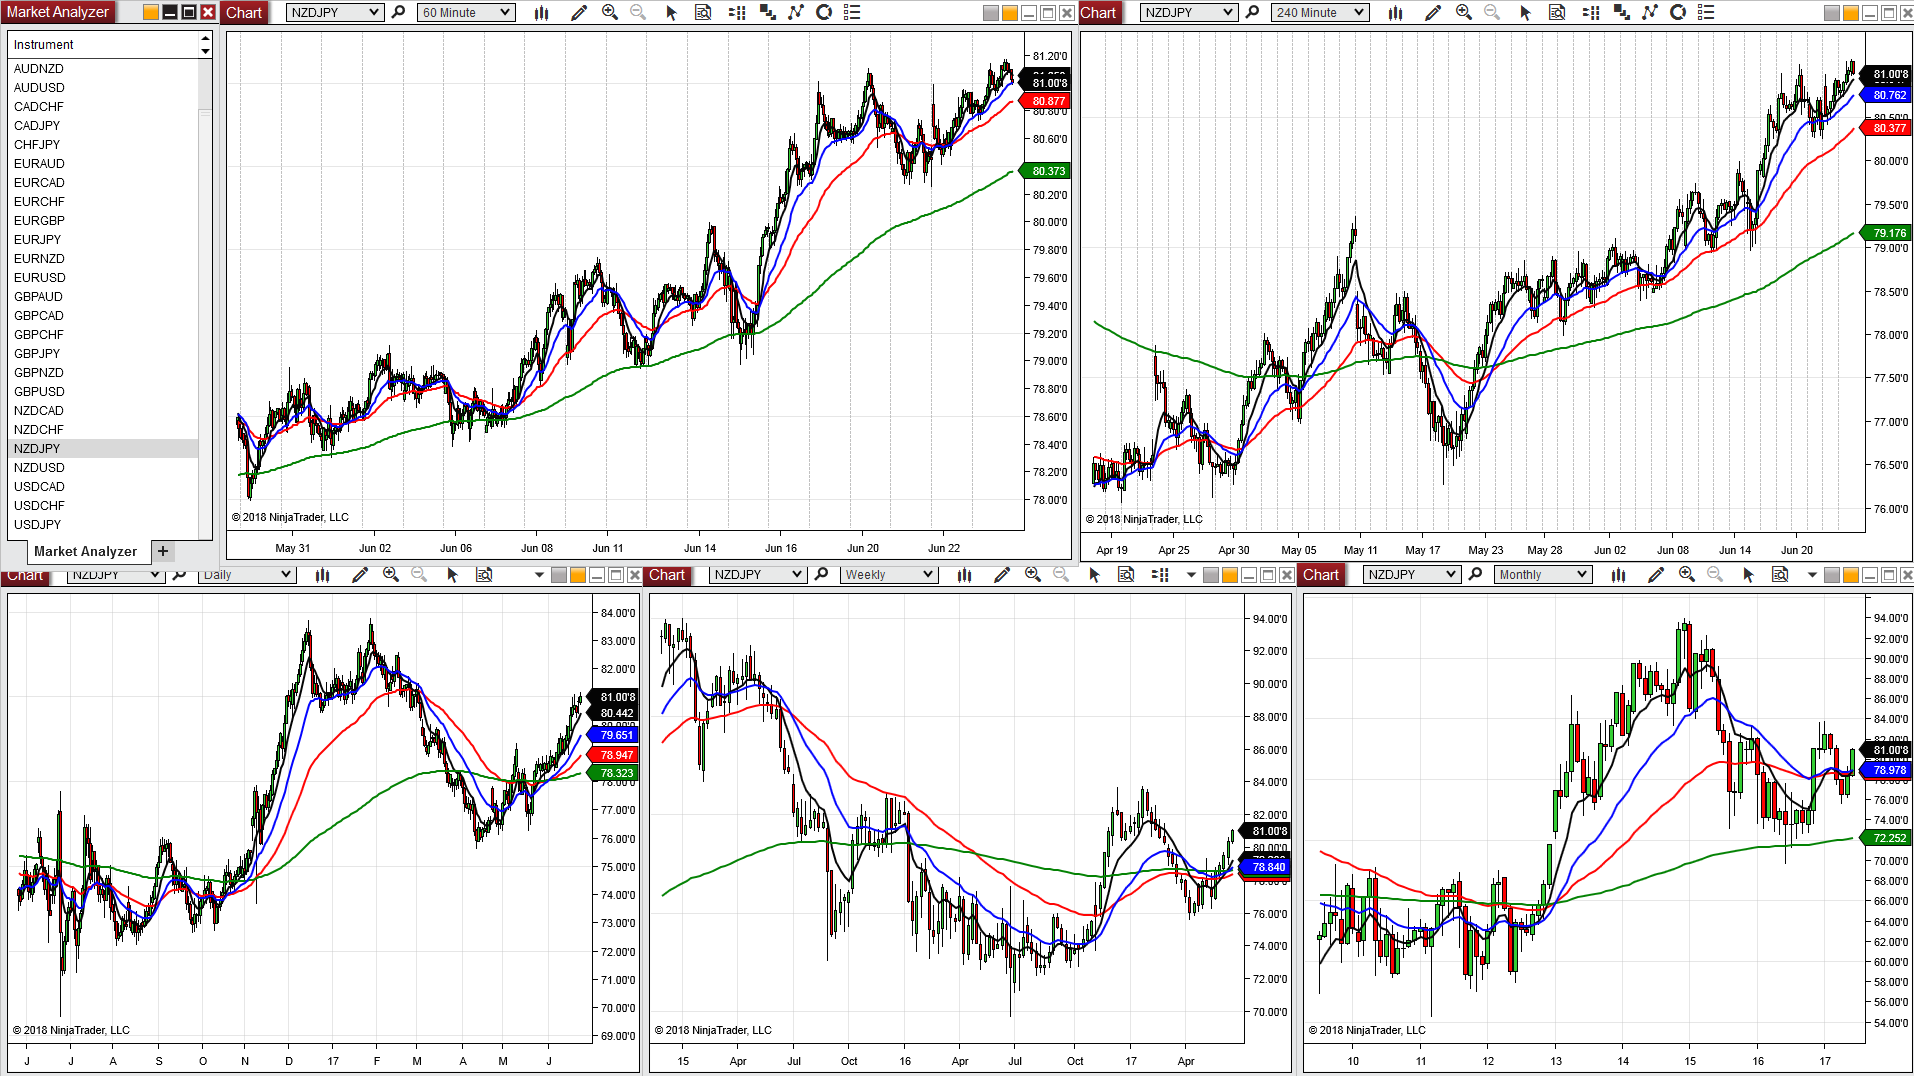 Market Analyzer
Instrument
AUDNZD
AUDUSD
CADCHF
CADJPY
CHFJPY
EURAUD
EURCAD
EURCHF
EURGBP
EURJPY
EURNZD
EURUSD
GBPAUD
GBPCAD
GBPCHF
GBPJPY
GBPNZD
GBPUSD
NZDCAD
NZDCHF
NZDJPY
NZDUSD
USDCAD
USDCHF
USDJPY
Market Analyzer +
Chart NZDJPY 60 Minute
81.20'0
81.00'8
80.877
80.80'0
80.60'0
80.373
80.20'0
80.00'0
79.80'0
79.60'0
79.40'0
79.20'0
79.00'0
78.80'0
78.60'0
78.40'0
78.20'0
78.00'0
© 2018 NinjaTrader, LLC
May 31 Jun 02 Jun 06 Jun 08 Jun 11 Jun 14 Jun 16 Jun 20 Jun 22
Chart NZDJPY 240 Minute
81.00'8
80.762
80.50'0
80.377
80.00'0
79.50'0
79.176
79.00'0
78.50'0
78.00'0
77.50'0
77.00'0
76.50'0
76.00'0
© 2018 NinjaTrader, LLC
Apr 19 Apr 25 Apr 30 May 05 May 11 May 17 May 23 May 28 Jun 02 Jun 08 Jun 14 Jun 20
Chart NZDJPY Daily
84.00'0
83.00'0
82.00'0
81.00'8
80.442
79.651
78.947
78.323
77.00'0
76.00'0
75.00'0
74.00'0
73.00'0
72.00'0
71.00'0
70.00'0
69.00'0
© 2018 NinjaTrader, LLC
J J A S O N D 17 F M A M J
Chart NZDJPY Weekly
94.00'0
92.00'0
90.00'0
88.00'0
86.00'0
84.00'0
82.00'0
81.00'8
80.00'0
78.840
76.00'0
74.00'0
72.00'0
70.00'0
© 2018 NinjaTrader, LLC
15 Apr Jul Oct 16 Apr Jul Oct 17 Apr
Chart NZDJPY Monthly
94.00'0
92.00'0
90.00'0
88.00'0
86.00'0
84.00'0
82.00'0
81.00'8
78.978
76.00'0
74.00'0
72.252
70.00'0
68.00'0
66.00'0
64.00'0
62.00'0
60.00'0
58.00'0
56.00'0
54.00'0
© 2018 NinjaTrader, LLC
10 11 12 13 14 15 16 17